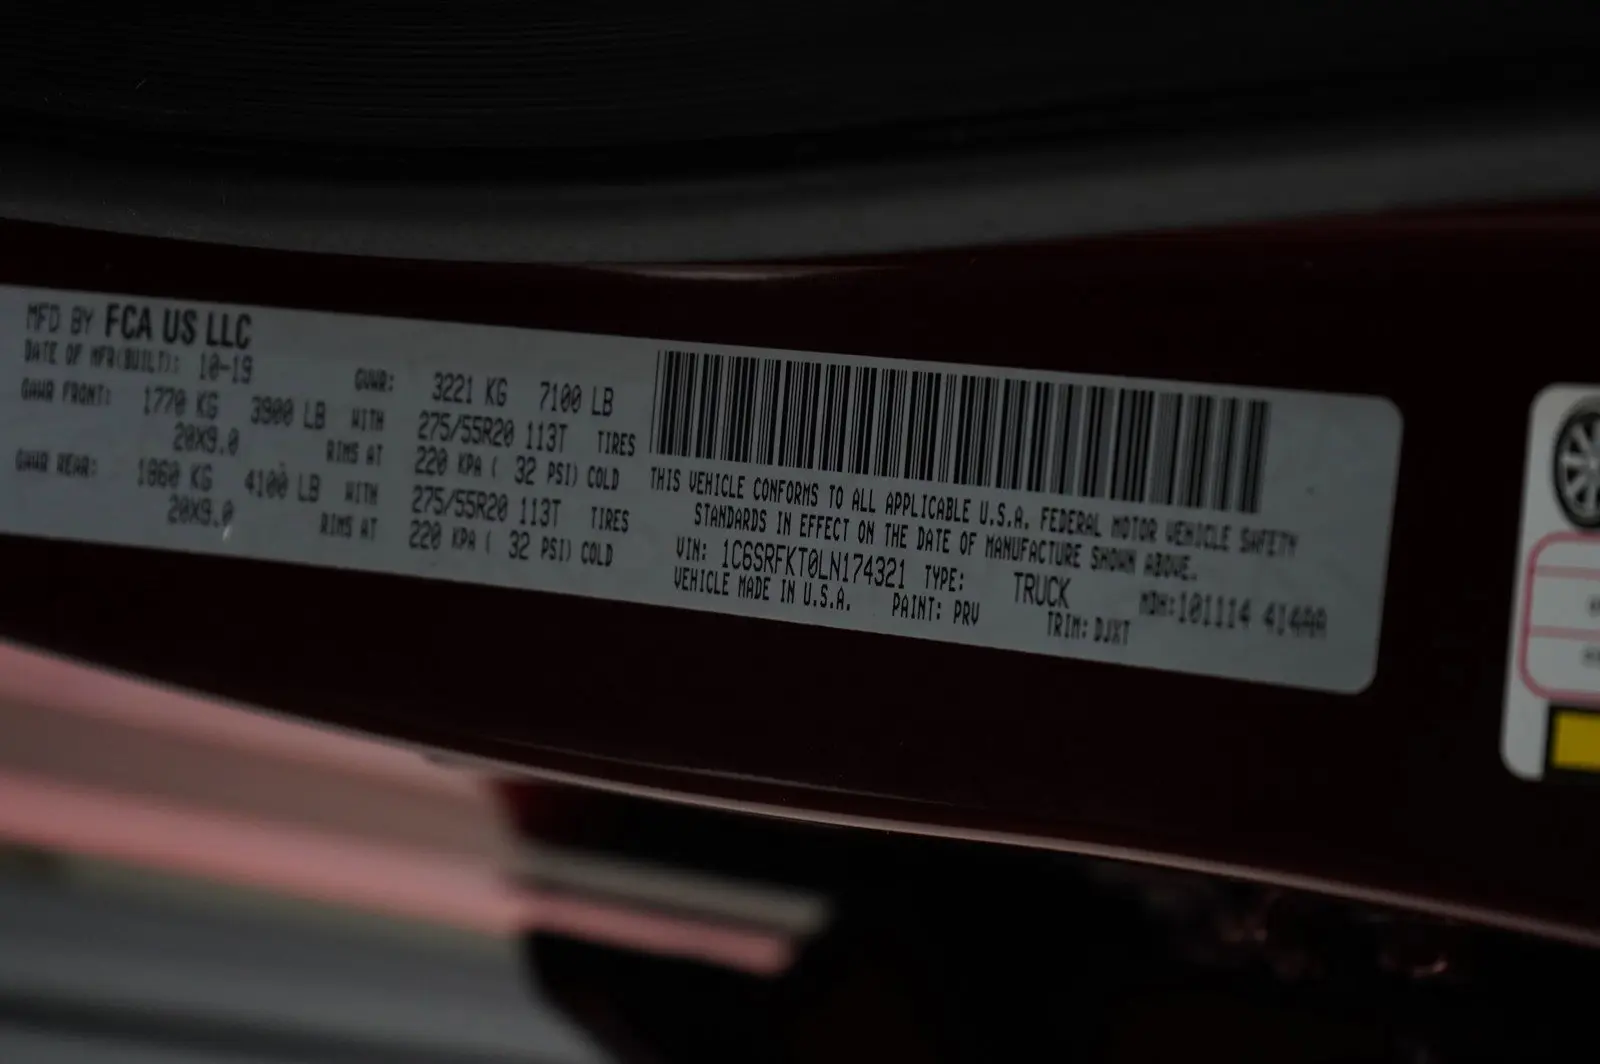 MFD BY FCA US LLC
DATE OF MFR(BUILT): 10-19 GVWR: 3221 KG 7100 LB
GAWR FRONT: 1770 KG 3900 LB WITH 275/55R20 113T TIRES
20X9.0 RIMS AT 220 KPA ( 32 PSI) COLD
GAWR REAR: 1860 KG 4100 LB WITH 275/55R20 113T TIRES
20X9.0 RIMS AT 220 KPA ( 32 PSI) COLD
THIS VEHICLE CONFORMS TO ALL APPLICABLE U.S.A. FEDERAL MOTOR VEHICLE SAFETY
STANDARDS IN EFFECT ON THE DATE OF MANUFACTURE SHOWN ABOVE.
VIN: 1C6SRFKT0LN174321 TYPE: TRUCK MDH:101114 414AA
VEHICLE MADE IN U.S.A. PAINT: PRV TRIM: DJXT